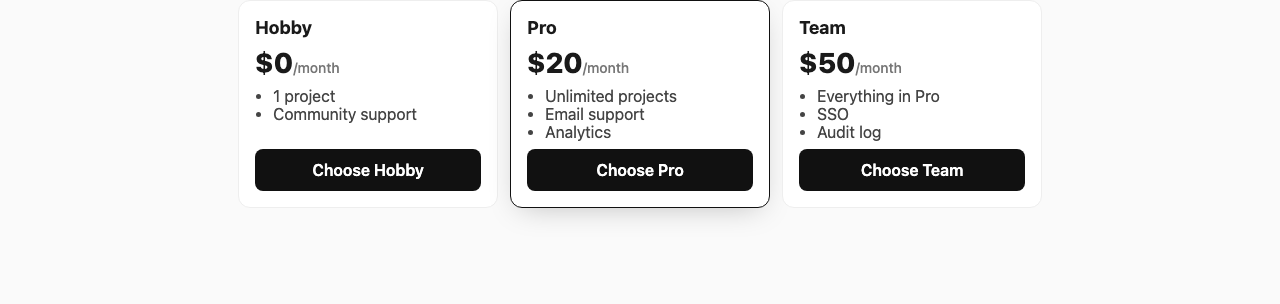 Hobby
$0/month
1 project
Community support
Choose Hobby
Pro
$20/month
Unlimited projects
Email support
Analytics
Choose Pro
Team
$50/month
Everything in Pro
SSO
Audit log
Choose Team